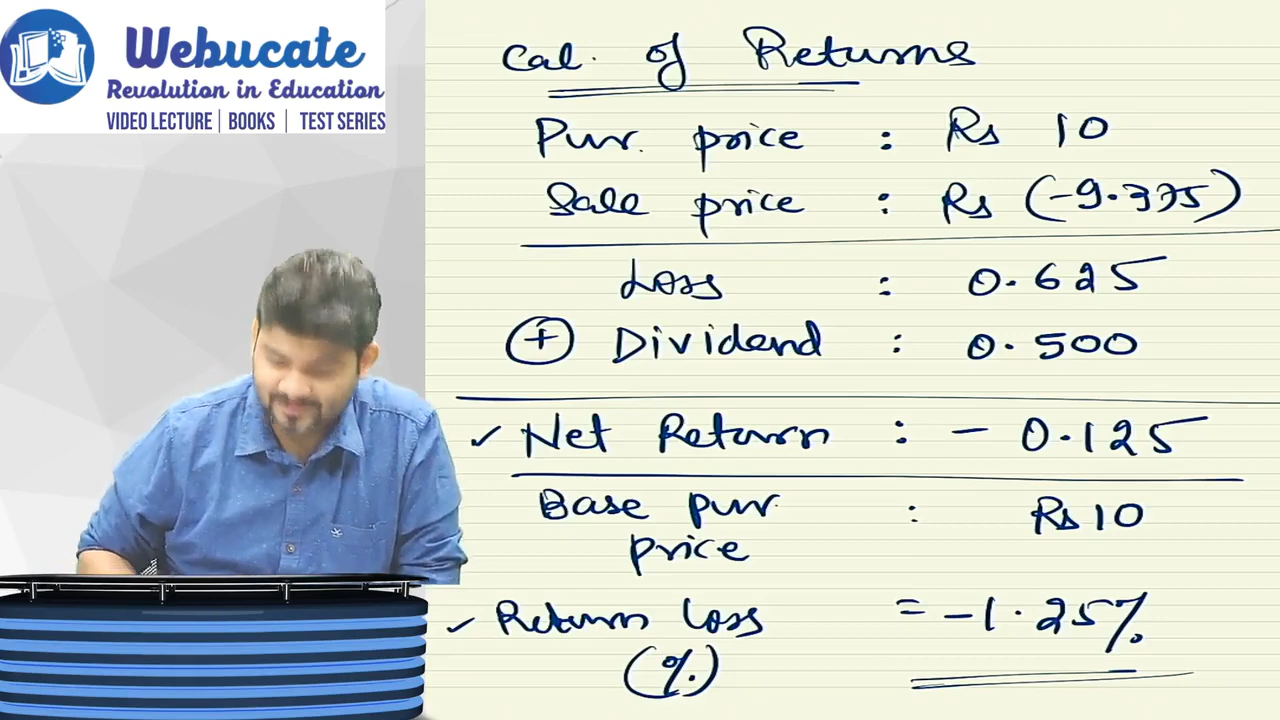 Webucate
Revolution in Education
VIDEO LECTURE | BOOKS | TEST SERIES
Cal. of Returns
Pur. price : Rs 10
Sale price : Rs (-9.375)
Loss : 0.625
(+) Dividend : 0.500
✓ Net Return : - 0.125
Base pur. : Rs 10
price
✓ Return Loss = -1.25%
(%)